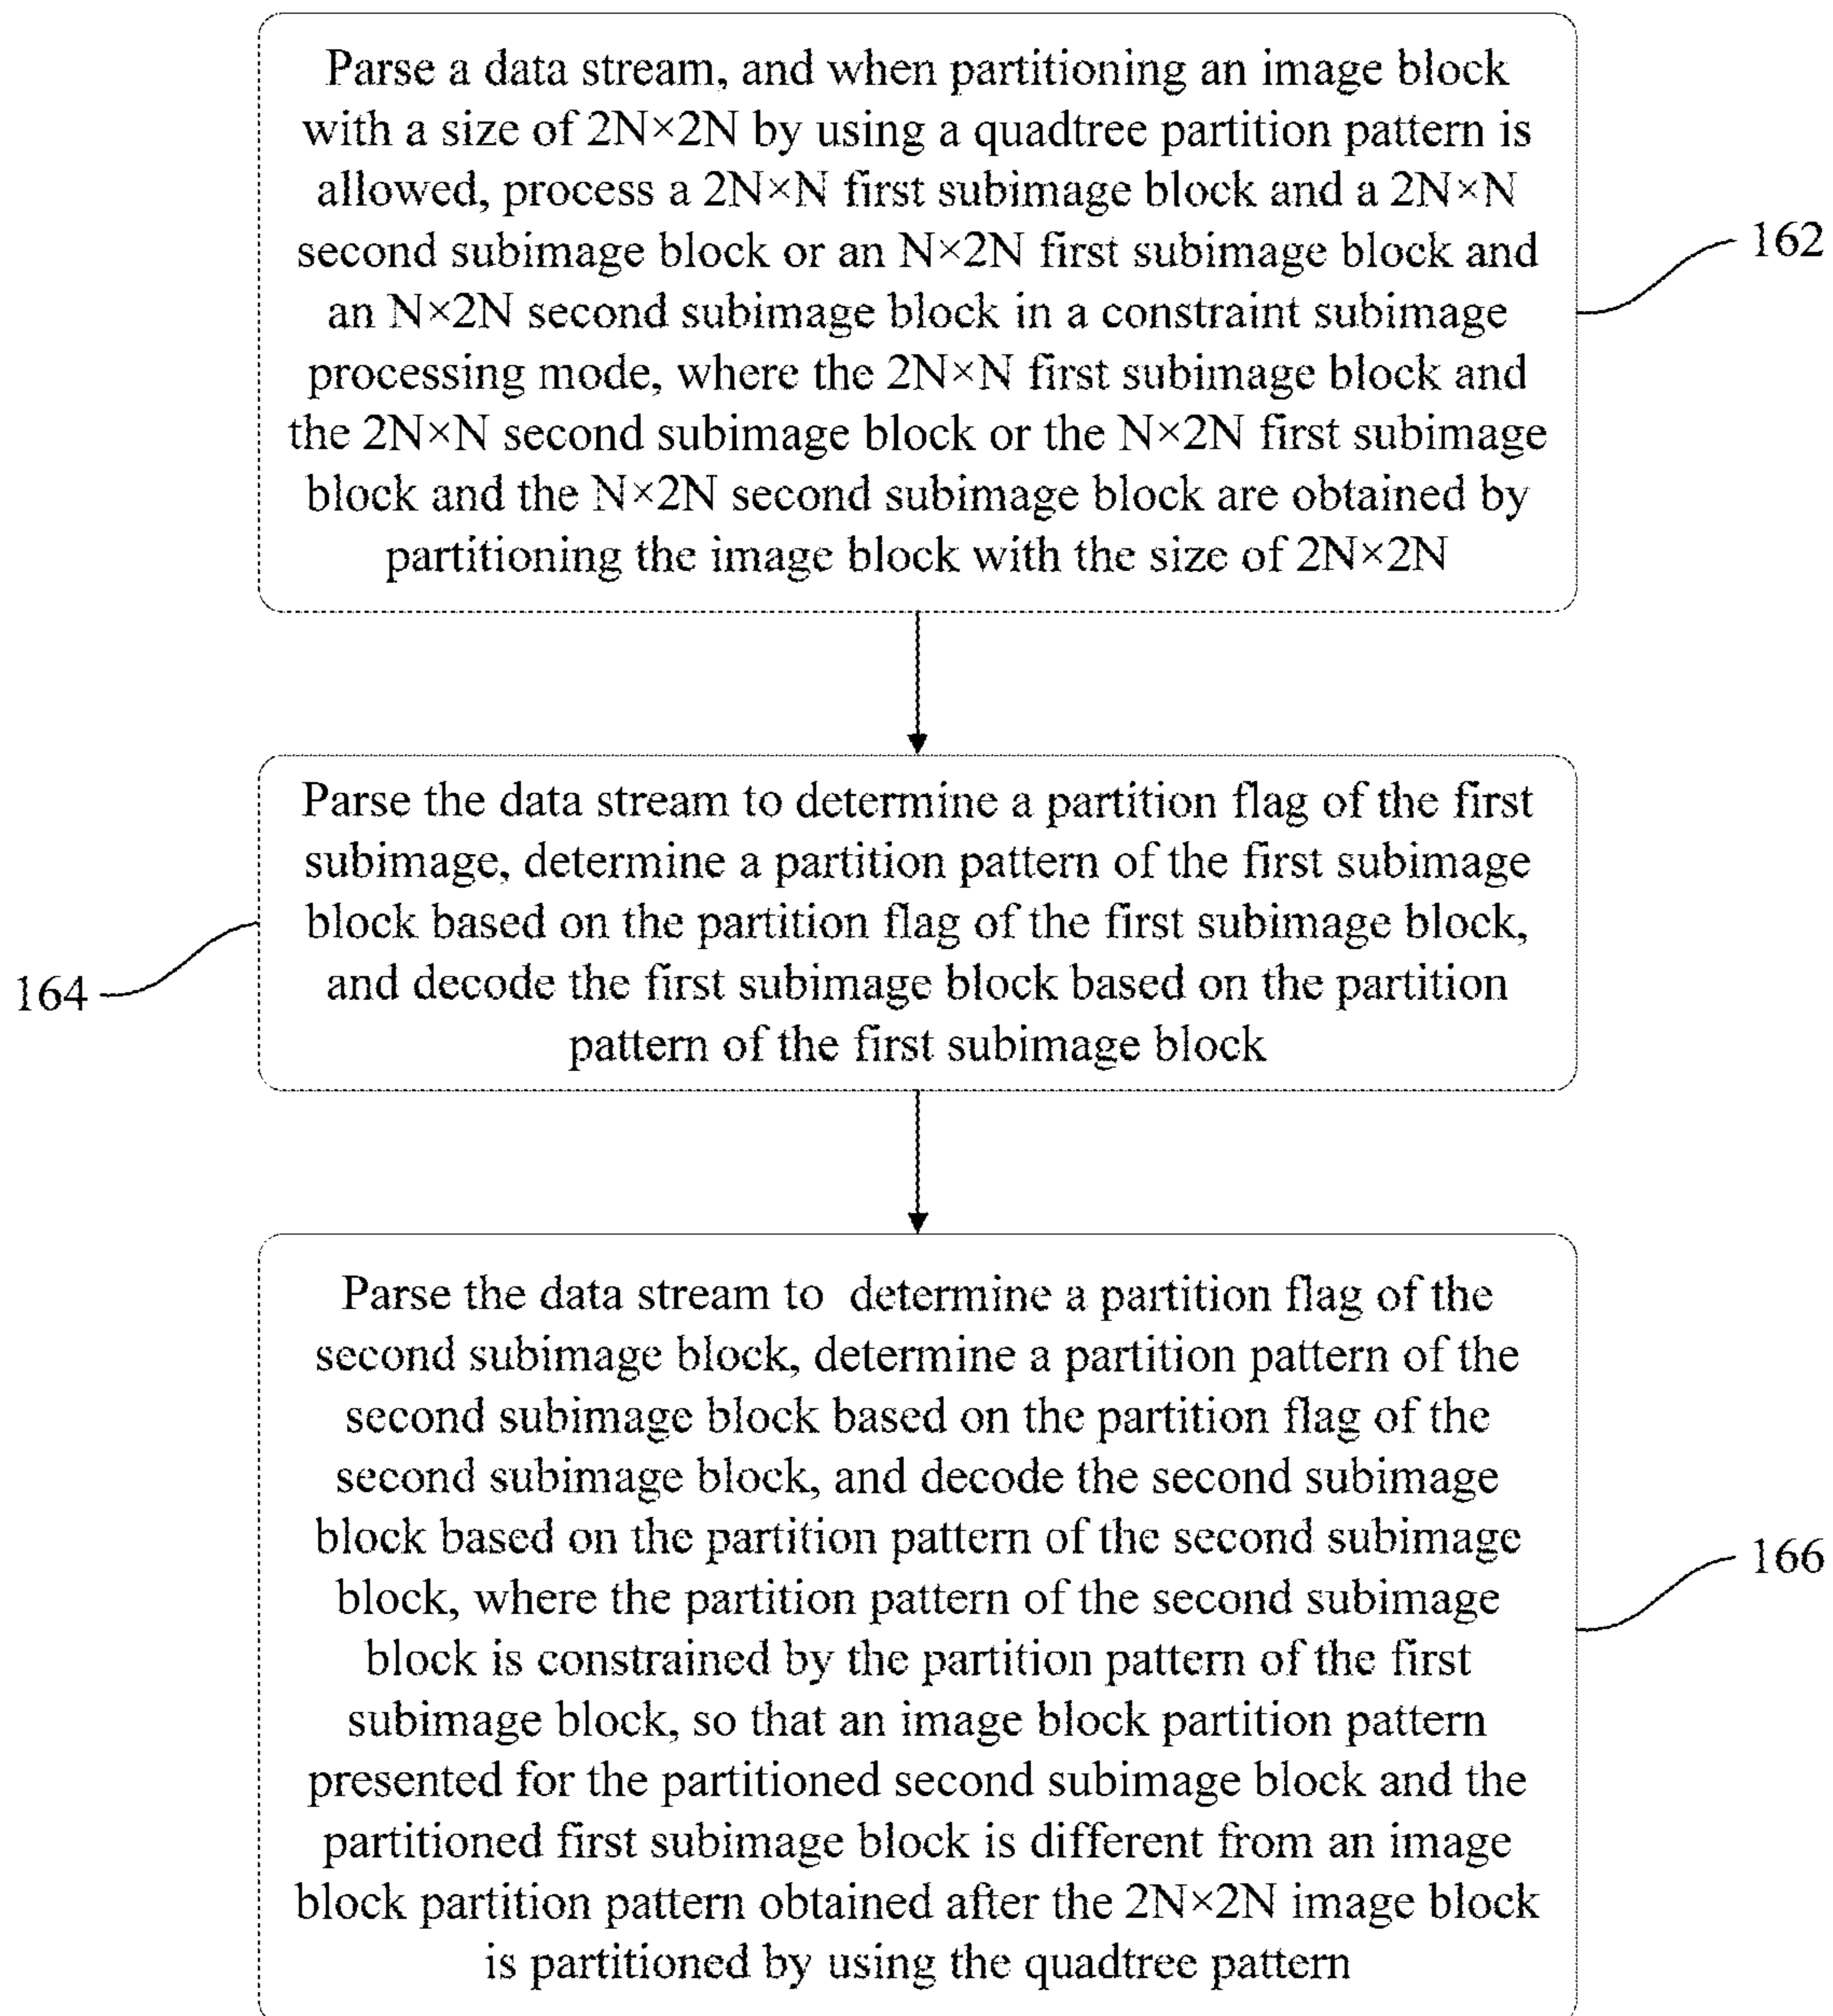 Parse a data stream, and when partitioning an image block
with a size of 2N×2N by using a quadtree partition pattern is
allowed, process a 2N×N first subimage block and a 2N×N
second subimage block or an N×2N first subimage block and
an N×2N second subimage block in a constraint subimage
processing mode, where the 2N×N first subimage block and
the 2N×N second subimage block or the N×2N first subimage
block and the N×2N second subimage block are obtained by
partitioning the image block with the size of 2N×2N
162
Parse the data stream to determine a partition flag of the first
subimage, determine a partition pattern of the first subimage
block based on the partition flag of the first subimage block,
and decode the first subimage block based on the partition
pattern of the first subimage block
164
Parse the data stream to determine a partition flag of the
second subimage block, determine a partition pattern of the
second subimage block based on the partition flag of the
second subimage block, and decode the second subimage
block based on the partition pattern of the second subimage
block, where the partition pattern of the second subimage
block is constrained by the partition pattern of the first
subimage block, so that an image block partition pattern
presented for the partitioned second subimage block and the
partitioned first subimage block is different from an image
block partition pattern obtained after the 2N×2N image block
is partitioned by using the quadtree pattern
166